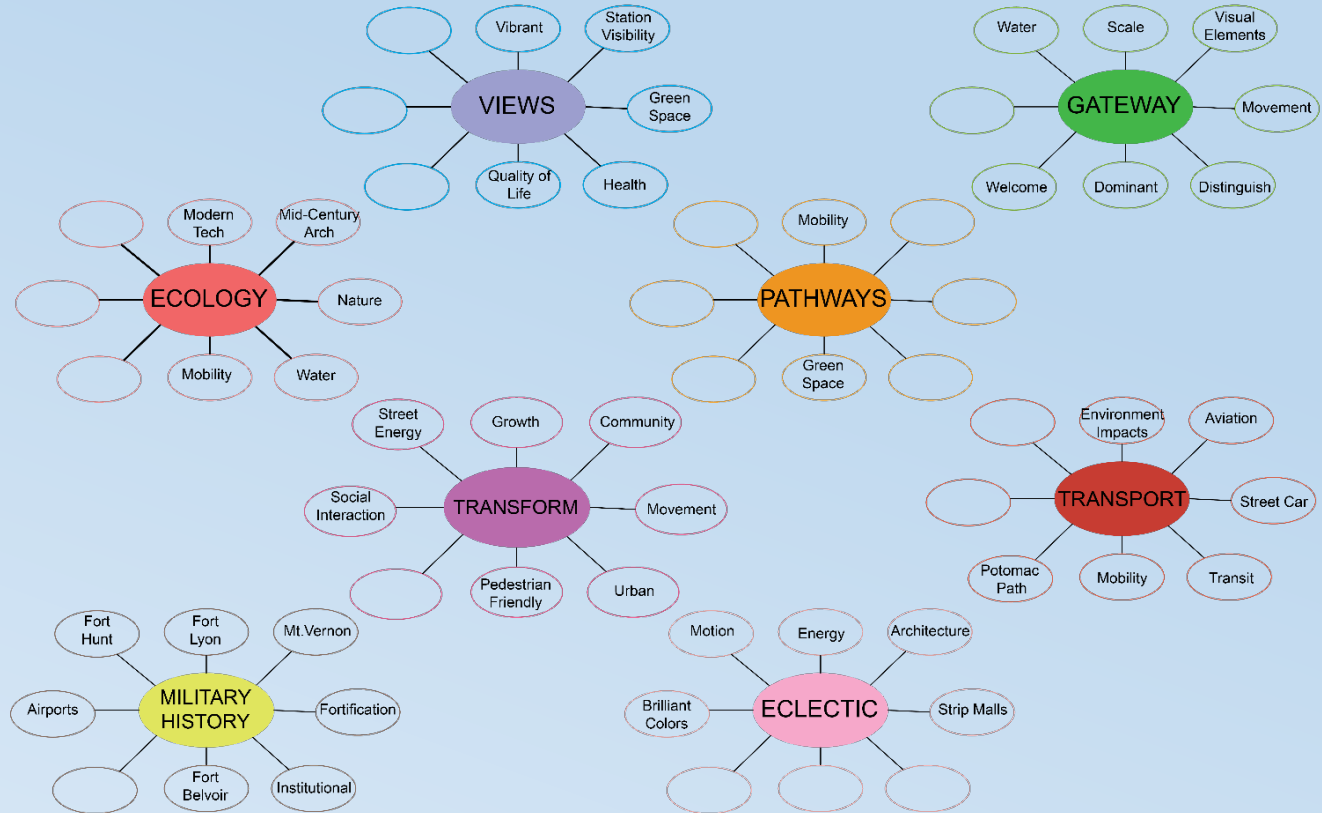 Vibrant
Station
Visibility
VIEWS
Green
Space
Quality of
Life
Health
Water
Scale
Visual
Elements
GATEWAY
Movement
Welcome
Dominant
Distinguish
Modern
Tech
Mid-Century
Arch
ECOLOGY
Nature
Mobility
Water
Mobility
PATHWAYS
Green
Space
Street
Energy
Growth
Community
Social
Interaction
TRANSFORM
Movement
Pedestrian
Friendly
Urban
Environment
Impacts
Aviation
TRANSPORT
Street Car
Potomac
Path
Mobility
Transit
Fort
Hunt
Fort
Lyon
Mt.Vernon
Airports
MILITARY
HISTORY
Fortification
Fort
Belvoir
Institutional
Motion
Energy
Architecture
Brilliant
Colors
ECLECTIC
Strip Malls